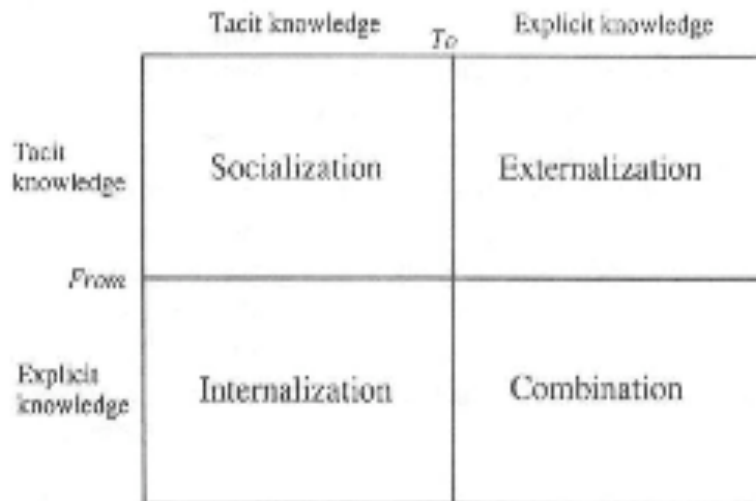 Tacit knowledge To Explicit knowledge
Tacit
knowledge
Socialization Externalization
From
Explicit
knowledge
Internalization Combination